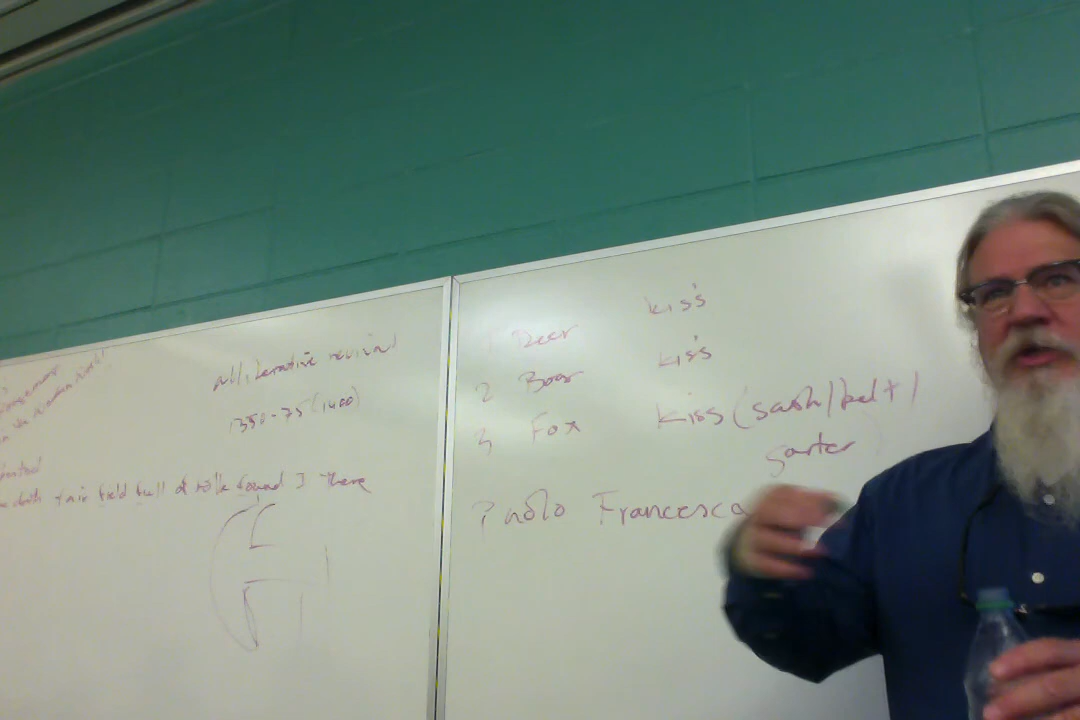 alliterative revival
1350-75 (1400)
fair field full of folk found I there
1 Deer kiss
2 Boar kiss
3 Fox kiss (sash/belt)
garter
Paolo Francesca